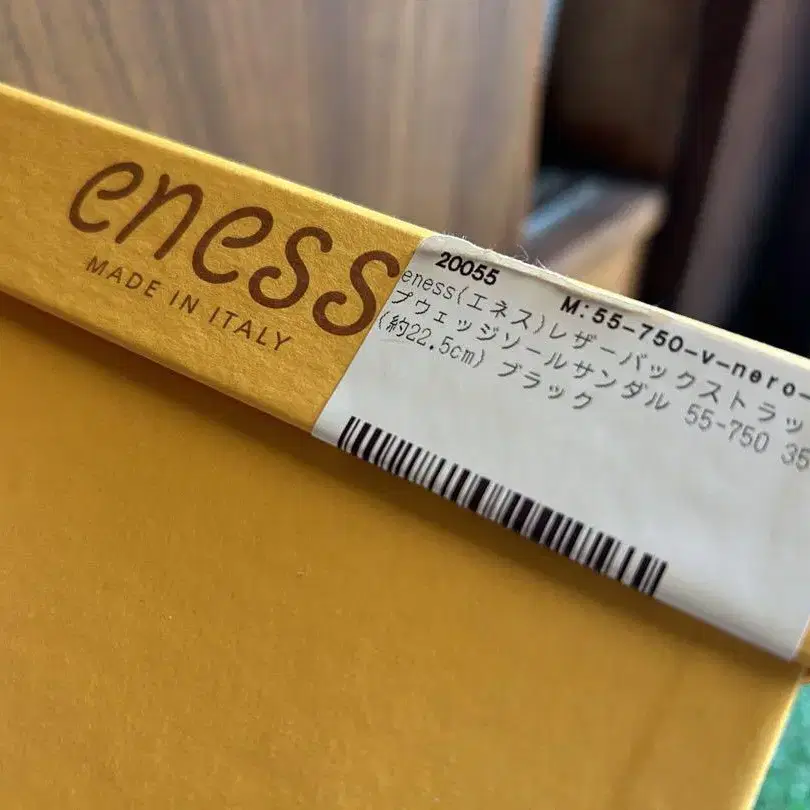 eness
MADE IN ITALY
20055 M:55-750-v-nero-
eness(エネス)レザーバックストラッ
プウェッジソールサンダル 55-750 35
(約22.5cm) ブラック